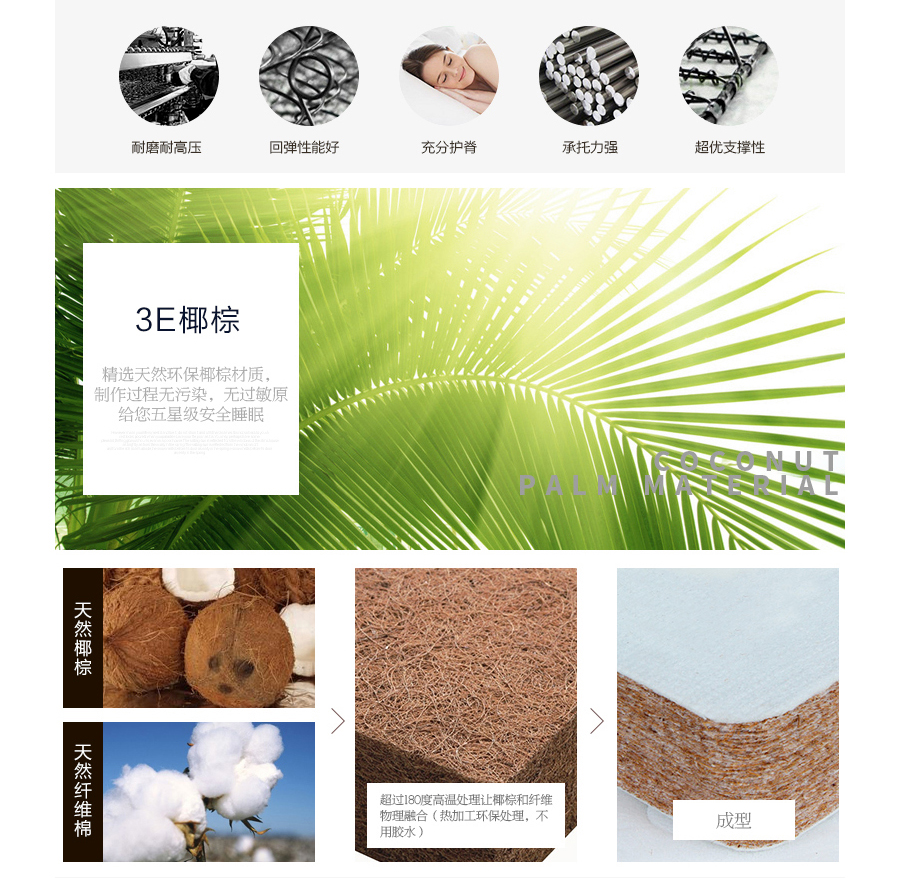 耐磨耐高压
回弹性能好
充分护脊
承托力强
超优支撑性
3E椰棕
精选天然环保椰棕材质，
制作过程无污染，无过敏原
给您五星级安全睡眠
COCONUT
PALM MATERIAL
天然椰棕
天然纤维棉
超过180度高温处理让椰棕和纤维
物理融合（热加工环保处理，不
用胶水）
成型